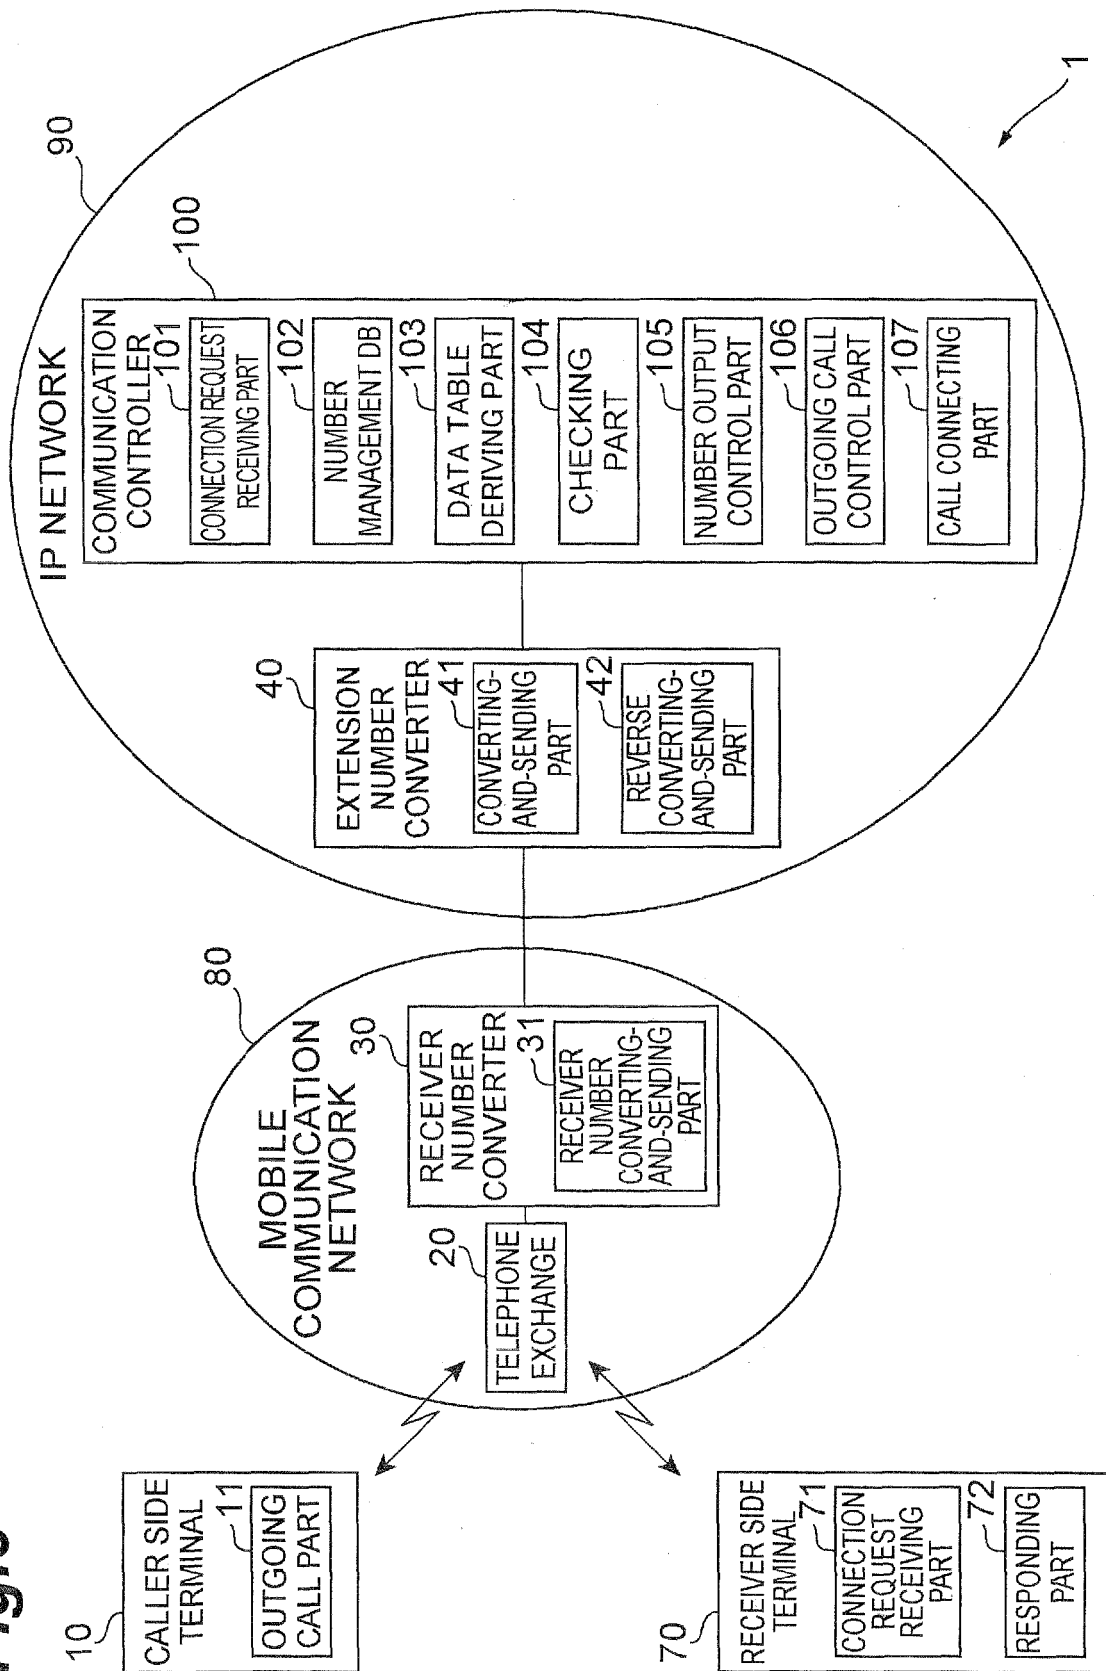 Fig.
10
CALLER SIDE
TERMINAL
11
OUTGOING
CALL PART
70
RECEIVER SIDE
TERMINAL
71
CONNECTION
REQUEST
RECEIVING
PART
72
RESPONDING
PART
80
MOBILE
COMMUNICATION
NETWORK
20
TELEPHONE
EXCHANGE
30
RECEIVER
NUMBER
CONVERTER
31
RECEIVER
NUMBER
CONVERTING-
AND-SENDING
PART
90
IP NETWORK
40
EXTENSION
NUMBER
CONVERTER
41
CONVERTING-
AND-SENDING
PART
42
REVERSE
CONVERTING-
AND-SENDING
PART
100
COMMUNICATION
CONTROLLER
101
CONNECTION REQUEST
RECEIVING PART
102
NUMBER
MANAGEMENT DB
103
DATA TABLE
DERIVING PART
104
CHECKING
PART
105
NUMBER OUTPUT
CONTROL PART
106
OUTGOING CALL
CONTROL PART
107
CALL CONNECTING
PART
1